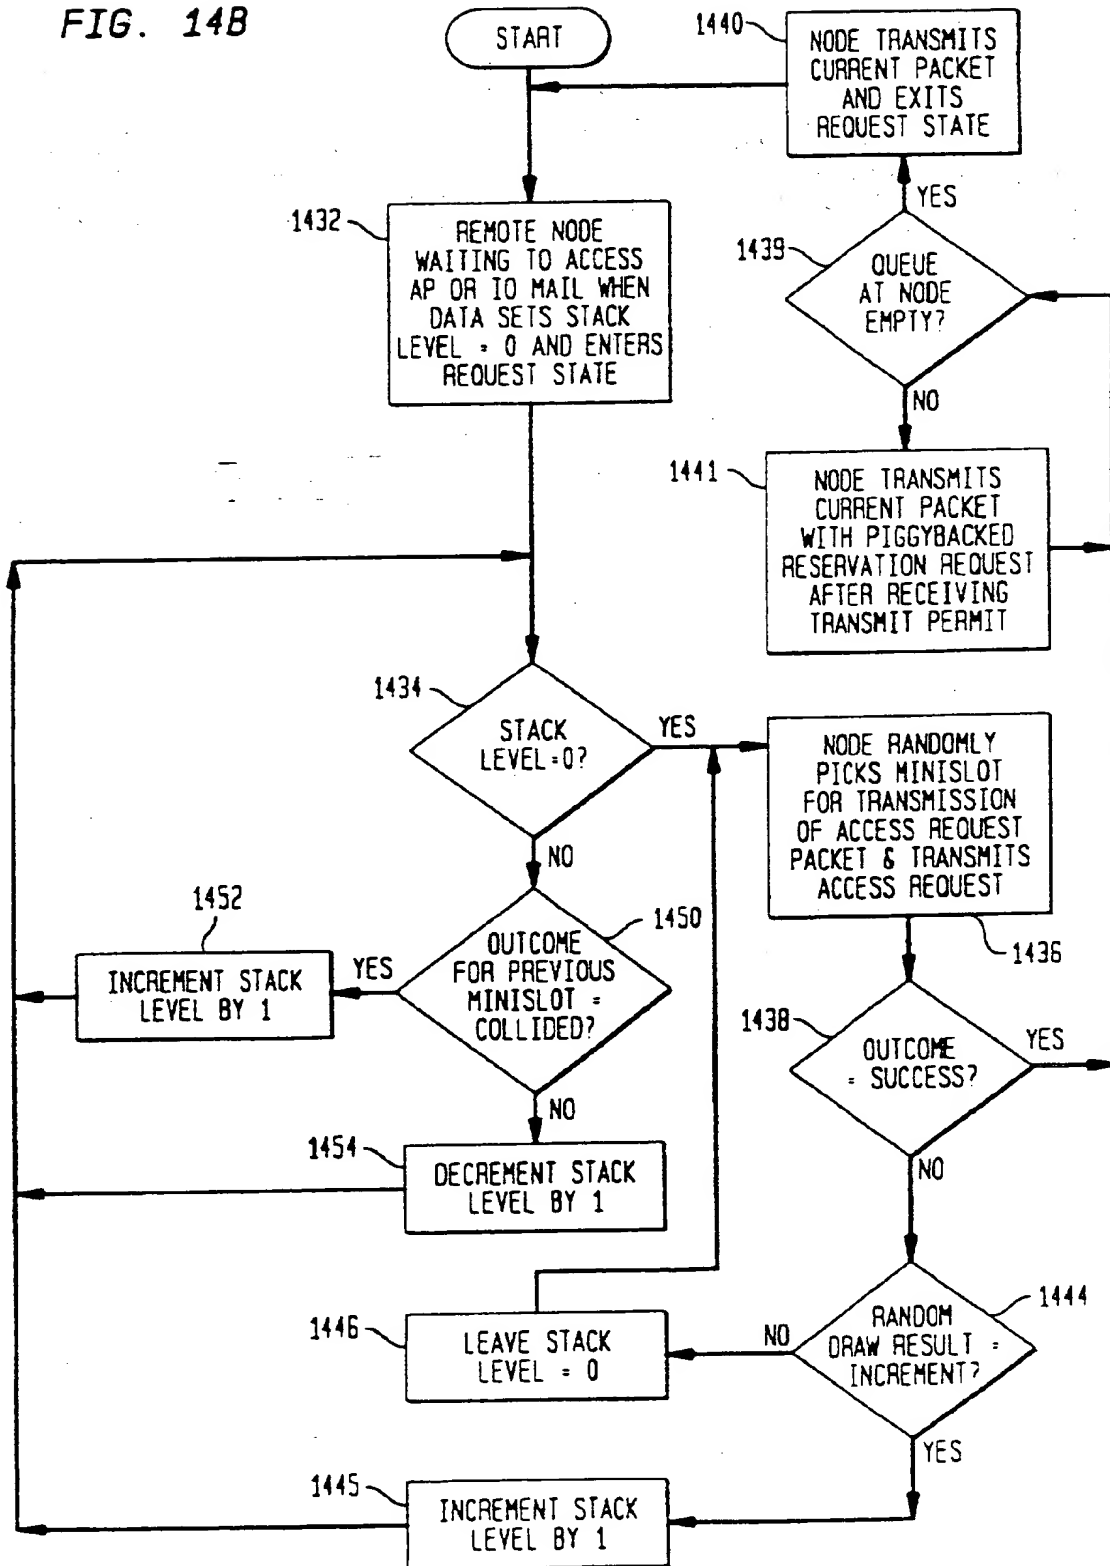 FIG. 14B
START
1440
NODE TRANSMITS
CURRENT PACKET
AND EXITS
REQUEST STATE
YES
1432
REMOTE NODE
WAITING TO ACCESS
AP OR IO MAIL WHEN
DATA SETS STACK
LEVEL = 0 AND ENTERS
REQUEST STATE
1439
QUEUE
AT NODE
EMPTY?
NO
1441
NODE TRANSMITS
CURRENT PACKET
WITH PIGGYBACKED
RESERVATION REQUEST
AFTER RECEIVING
TRANSMIT PERMIT
1434
STACK
LEVEL=0?
YES
NO
NODE RANDOMLY
PICKS MINISLOT
FOR TRANSMISSION
OF ACCESS REQUEST
PACKET & TRANSMITS
ACCESS REQUEST
1436
1452
INCREMENT STACK
LEVEL BY 1
YES
1450
OUTCOME
FOR PREVIOUS
MINISLOT =
COLLIDED?
NO
1438
OUTCOME
= SUCCESS?
YES
NO
1454
DECREMENT STACK
LEVEL BY 1
1446
LEAVE STACK
LEVEL = 0
NO
1444
RANDOM
DRAW RESULT =
INCREMENT?
YES
1445
INCREMENT STACK
LEVEL BY 1